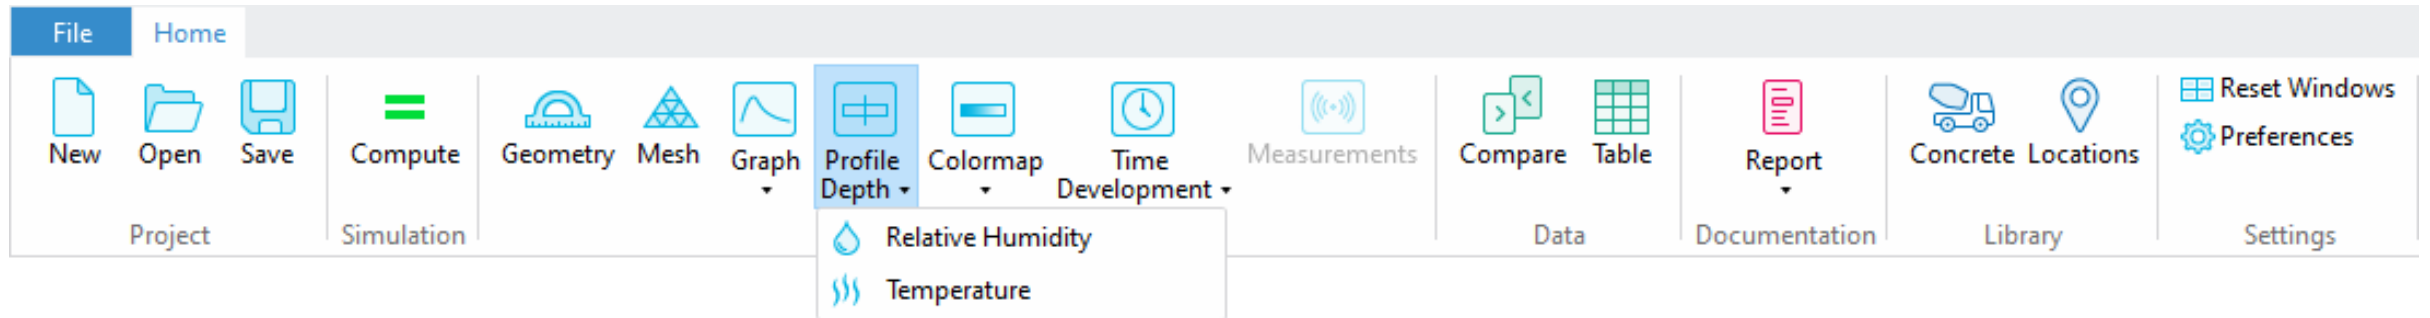 File Home
New Open Save Compute Geometry Mesh Graph Profile Depth Colormap Time Development Measurements Compare Table Report Concrete Locations Reset Windows
Preferences
Project Simulation Data Documentation Library Settings
Relative Humidity
Temperature